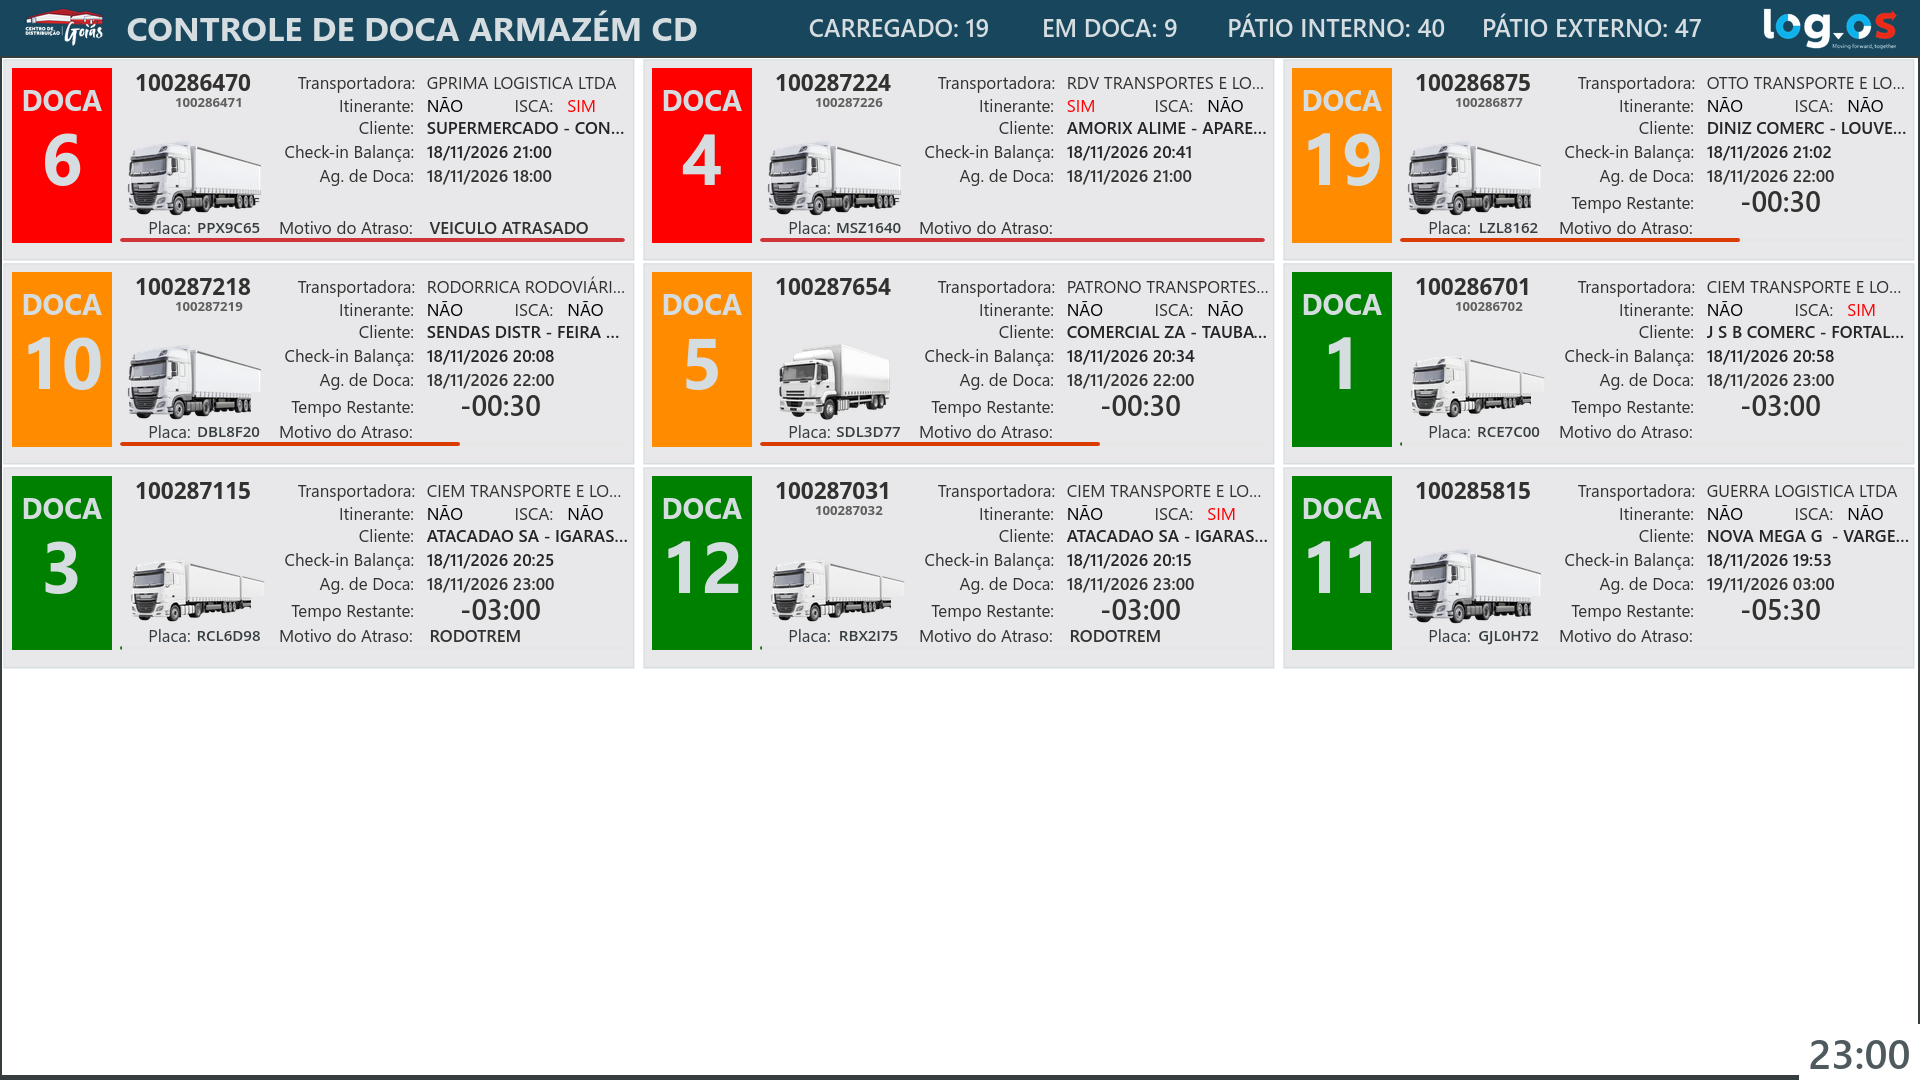 CENTRO DE DISTRIBUIÇÃO Goiás
CONTROLE DE DOCA ARMAZÉM CD
CARREGADO: 19
EM DOCA: 9
PÁTIO INTERNO: 40
PÁTIO EXTERNO: 47
log.os
Moving forward, together
DOCA
6
100286470
100286471
Transportadora: GPRIMA LOGISTICA LTDA
Itinerante: NÃO ISCA: SIM
Cliente: SUPERMERCADO - CON...
Check-in Balança: 18/11/2026 21:00
Ag. de Doca: 18/11/2026 18:00
Placa: PPX9C65 Motivo do Atraso: VEICULO ATRASADO
DOCA
4
100287224
100287226
Transportadora: RDV TRANSPORTES E LO...
Itinerante: SIM ISCA: NÃO
Cliente: AMORIX ALIME - APARE...
Check-in Balança: 18/11/2026 20:41
Ag. de Doca: 18/11/2026 21:00
Placa: MSZ1640 Motivo do Atraso:
DOCA
19
100286875
100286877
Transportadora: OTTO TRANSPORTE E LO...
Itinerante: NÃO ISCA: NÃO
Cliente: DINIZ COMERC - LOUVE...
Check-in Balança: 18/11/2026 21:02
Ag. de Doca: 18/11/2026 22:00
Tempo Restante: -00:30
Placa: LZL8162 Motivo do Atraso:
DOCA
10
100287218
100287219
Transportadora: RODORRICA RODOVIÁRI...
Itinerante: NÃO ISCA: NÃO
Cliente: SENDAS DISTR - FEIRA ...
Check-in Balança: 18/11/2026 20:08
Ag. de Doca: 18/11/2026 22:00
Tempo Restante: -00:30
Placa: DBL8F20 Motivo do Atraso:
DOCA
5
100287654
Transportadora: PATRONO TRANSPORTES...
Itinerante: NÃO ISCA: NÃO
Cliente: COMERCIAL ZA - TAUBA...
Check-in Balança: 18/11/2026 20:34
Ag. de Doca: 18/11/2026 22:00
Tempo Restante: -00:30
Placa: SDL3D77 Motivo do Atraso:
DOCA
1
100286701
100286702
Transportadora: CIEM TRANSPORTE E LO...
Itinerante: NÃO ISCA: SIM
Cliente: J S B COMERC - FORTAL...
Check-in Balança: 18/11/2026 20:58
Ag. de Doca: 18/11/2026 23:00
Tempo Restante: -03:00
Placa: RCE7C00 Motivo do Atraso:
DOCA
3
100287115
Transportadora: CIEM TRANSPORTE E LO...
Itinerante: NÃO ISCA: NÃO
Cliente: ATACADAO SA - IGARAS...
Check-in Balança: 18/11/2026 20:25
Ag. de Doca: 18/11/2026 23:00
Tempo Restante: -03:00
Placa: RCL6D98 Motivo do Atraso: RODOTREM
DOCA
12
100287031
100287032
Transportadora: CIEM TRANSPORTE E LO...
Itinerante: NÃO ISCA: SIM
Cliente: ATACADAO SA - IGARAS...
Check-in Balança: 18/11/2026 20:15
Ag. de Doca: 18/11/2026 23:00
Tempo Restante: -03:00
Placa: RBX2I75 Motivo do Atraso: RODOTREM
DOCA
11
100285815
Transportadora: GUERRA LOGISTICA LTDA
Itinerante: NÃO ISCA: NÃO
Cliente: NOVA MEGA G - VARGE...
Check-in Balança: 18/11/2026 19:53
Ag. de Doca: 19/11/2026 03:00
Tempo Restante: -05:30
Placa: GJL0H72 Motivo do Atraso:
23:00